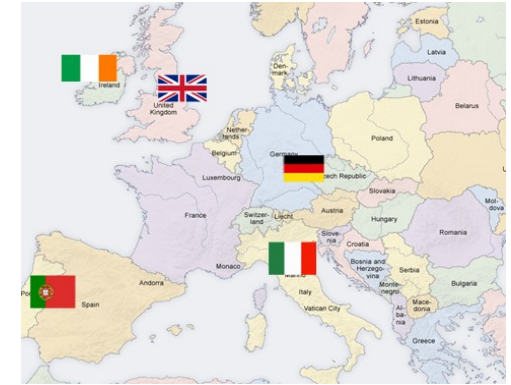 Estonia
Latvia
Den-
mark
Lithuania
Ireland
Belarus
United
Kingdom
Nether-
lands
Poland
Belgium
Germany
Czech Republic
Luxembourg
Slovakia
Mol-
dova
Austria
France
Switzer-
land
Liecht
Hungary
Romania
Slove-
nia
Croatia
Monaco
Bosnia and
Herzego-
vina
Serbia
Andorra
Monte-
negro
Bulgaria
Po
Spain
Italy
Vatican City
Mace-
donia
Al-
ba-
nia
Greece